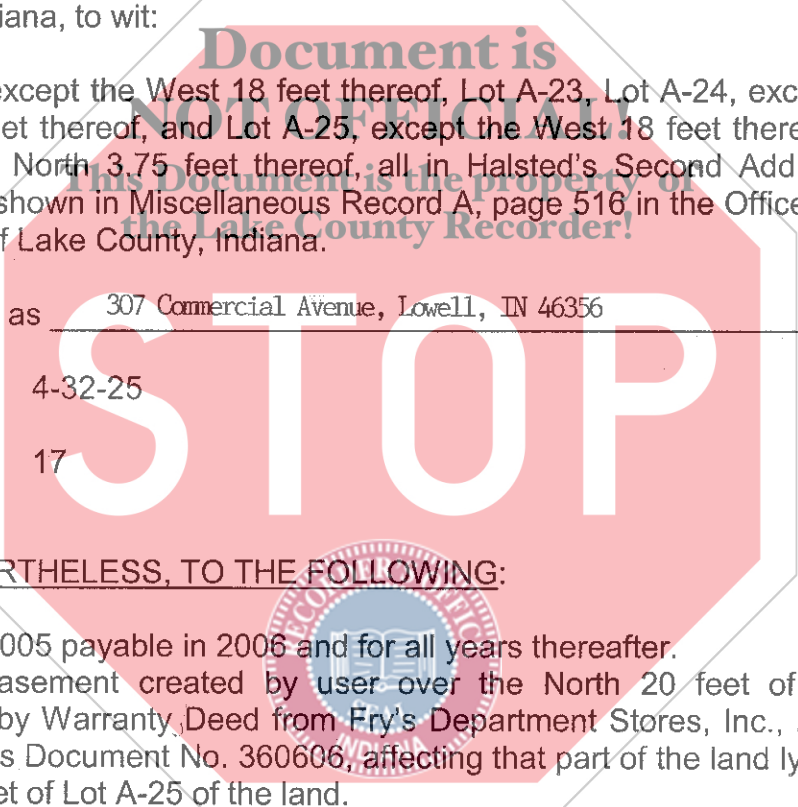 iana, to wit:
Document is
except the West 18 feet thereof, Lot A-23, Lot A-24, exc
NOT OFFICIAL!
et thereof, and Lot A-25, except the West 18 feet there
North 3.75 feet thereof, all in Halsted's Second Add
This Document is the property of
shown in Miscellaneous Record A, page 516 in the Office
the Lake County Recorder!
f Lake County, Indiana.
as 307 Commercial Avenue, Lowell, IN 46356
STOP
4-32-25
17
RTHELESS, TO THE FOLLOWING:
RECORDER'S OFFICE
005 payable in 2006 and for all years thereafter.
asement created by user over the North 20 feet of
SEAL
by Warranty Deed from Fry's Department Stores, Inc.,
INDIANA
s Document No. 360606, affecting that part of the land ly
et of Lot A-25 of the land.